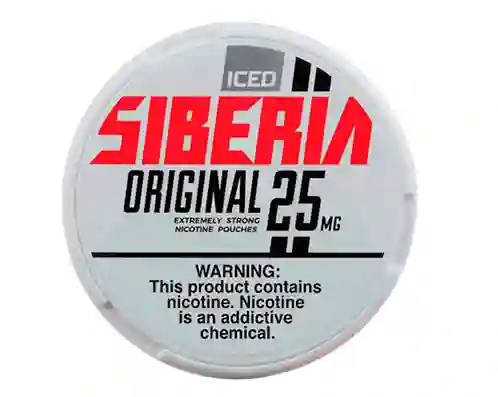 ICED
SIBERIA
ORIGINAL 25 MG
EXTREMELY STRONG
NICOTINE POUCHES
WARNING:
This product contains
nicotine. Nicotine
is an addictive
chemical.